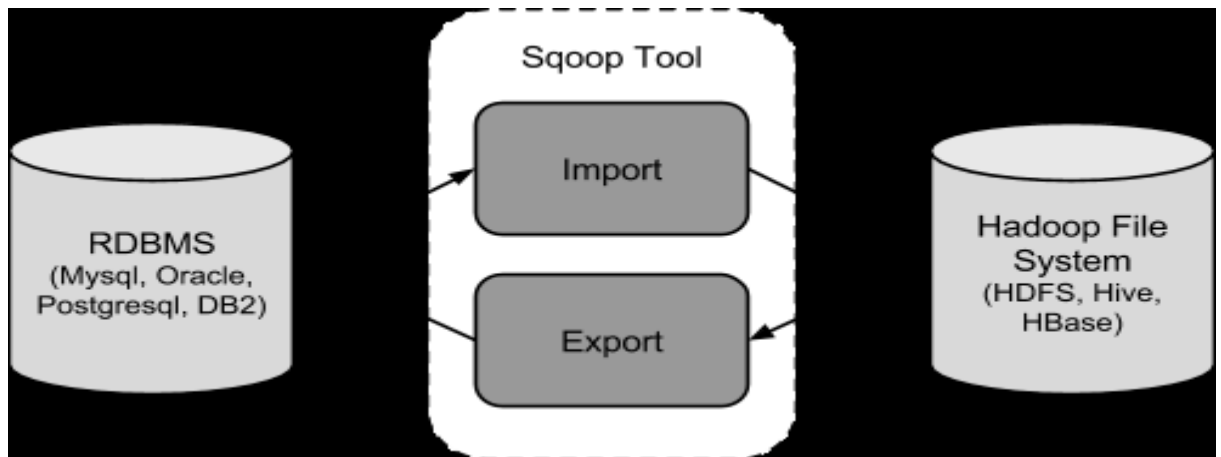 Sqoop Tool
Import
Export
RDBMS
(Mysql, Oracle,
Postgresql, DB2)
Hadoop File
System
(HDFS, Hive,
HBase)